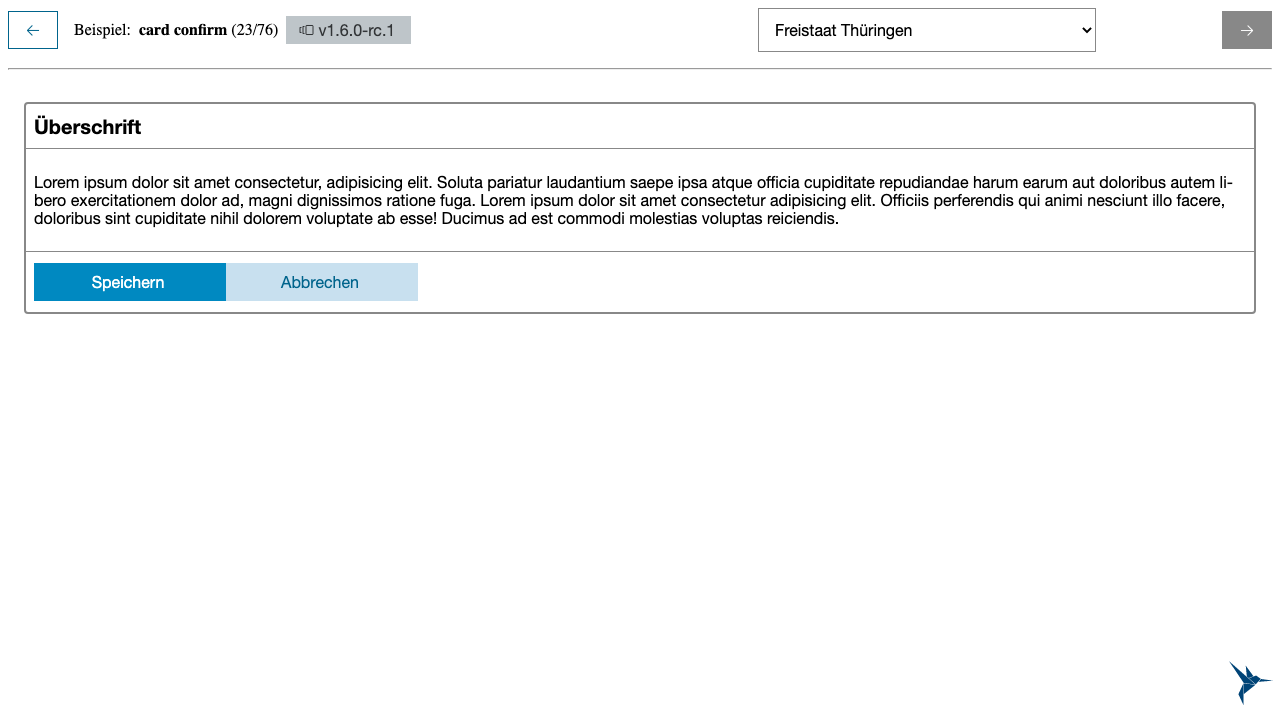 ← Beispiel: card confirm (23/76) v1.6.0-rc.1 Freistaat Thüringen →
Überschrift
Lorem ipsum dolor sit amet consectetur, adipisicing elit. Soluta pariatur laudantium saepe ipsa atque officia cupiditate repudiandae harum earum aut doloribus autem li-
bero exercitationem dolor ad, magni dignissimos ratione fuga. Lorem ipsum dolor sit amet consectetur adipisicing elit. Officiis perferendis qui animi nesciunt illo facere,
doloribus sint cupiditate nihil dolorem voluptate ab esse! Ducimus ad est commodi molestias voluptas reiciendis.
Speichern Abbrechen